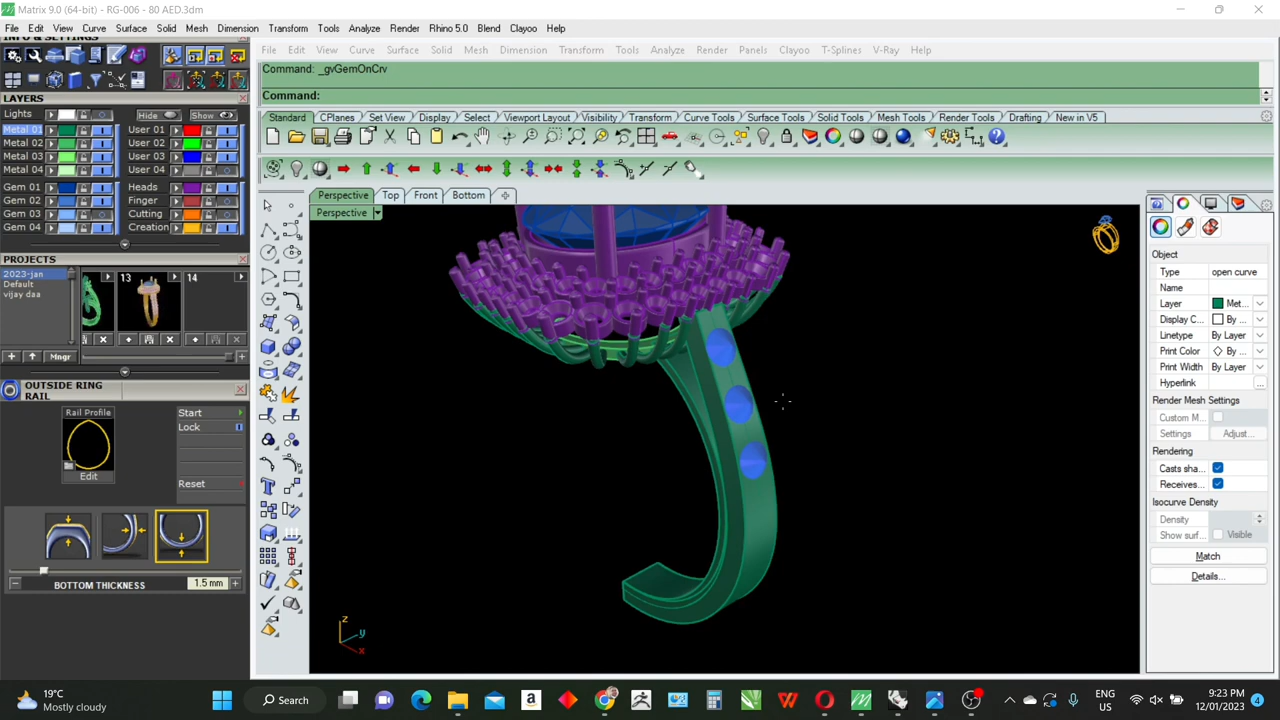 Matrix 9.0 (64-bit) - RG-006 - 80 AED.3dm
File Edit View Curve Surface Solid Mesh Dimension Transform Tools Analyze Render Rhino 5.0 Blend Clayoo Help
INFO & SETTINGS
File Edit View Curve Surface Solid Mesh Dimension Transform Tools Analyze Render Panels Clayoo T-Splines V-Ray Help
Command: _gvGemOnCrv
Command:
LAYERS
Lights Hide Show
Metal 01 User 01
Metal 02 User 02
Metal 03 User 03
Metal 04 User 04
Gem 01 Heads
Gem 02 Finger
Gem 03 Cutting
Gem 04 Creation
Standard CPlanes Set View Display Select Viewport Layout Visibility Transform Curve Tools Surface Tools Solid Tools Mesh Tools Render Tools Drafting New in V5
Perspective Top Front Bottom
Perspective
PROJECTS
2023-jan
Default
vijay daa
13 14
Mngr
OUTSIDE RING RAIL
Rail Profile
Edit
Start
Lock
Reset
BOTTOM THICKNESS 1.5 mm
z
y
x
Object
Type open curve
Name
Layer Met...
Display C... By ...
Linetype By Layer
Print Color By ...
Print Width By Layer
Hyperlink ...
Render Mesh Settings
Custom M...
Settings Adjust...
Rendering
Casts sha...
Receives...
Isocurve Density
Density
Show surf... Visible
Match
Details...
19°C
Mostly cloudy
Search
ENG
US
9:23 PM
12/01/2023
4